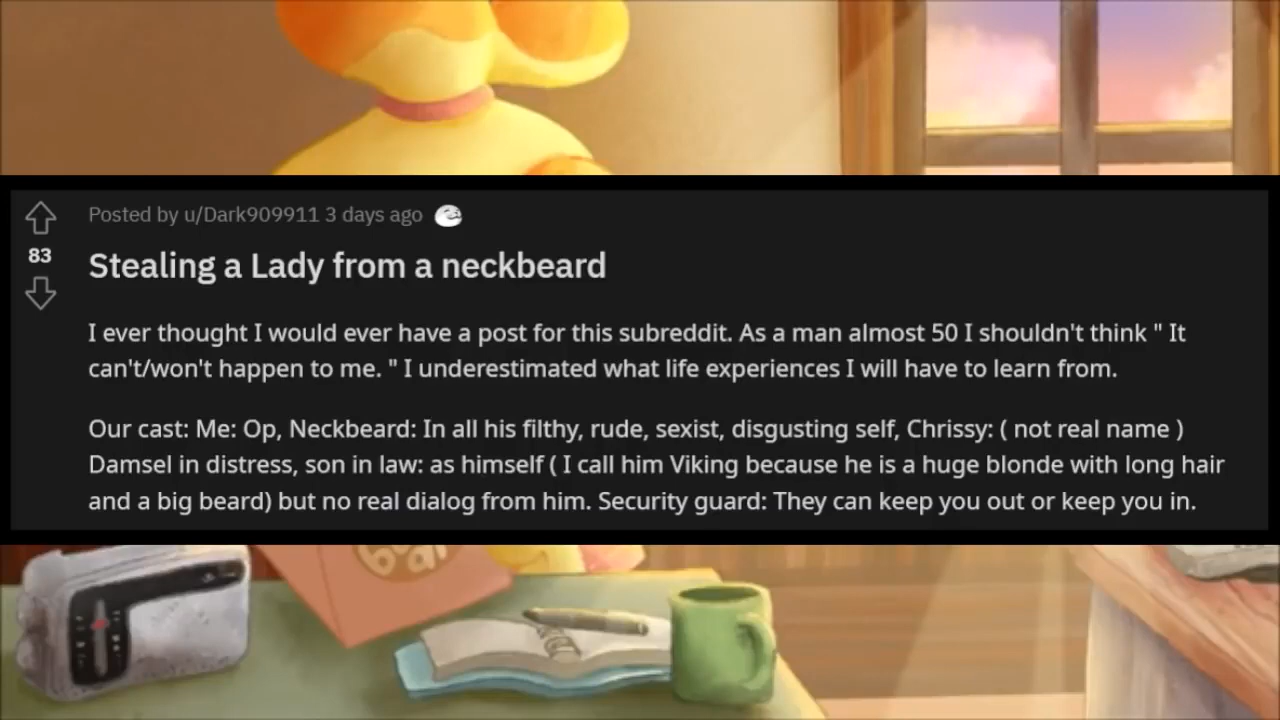 Posted by u/Dark909911 3 days ago
83
Stealing a Lady from a neckbeard
I ever thought I would ever have a post for this subreddit. As a man almost 50 I shouldn't think " It
can't/won't happen to me. " I underestimated what life experiences I will have to learn from.
Our cast: Me: Op, Neckbeard: In all his filthy, rude, sexist, disgusting self, Chrissy: ( not real name )
Damsel in distress, son in law: as himself ( I call him Viking because he is a huge blonde with long hair
and a big beard) but no real dialog from him. Security guard: They can keep you out or keep you in.